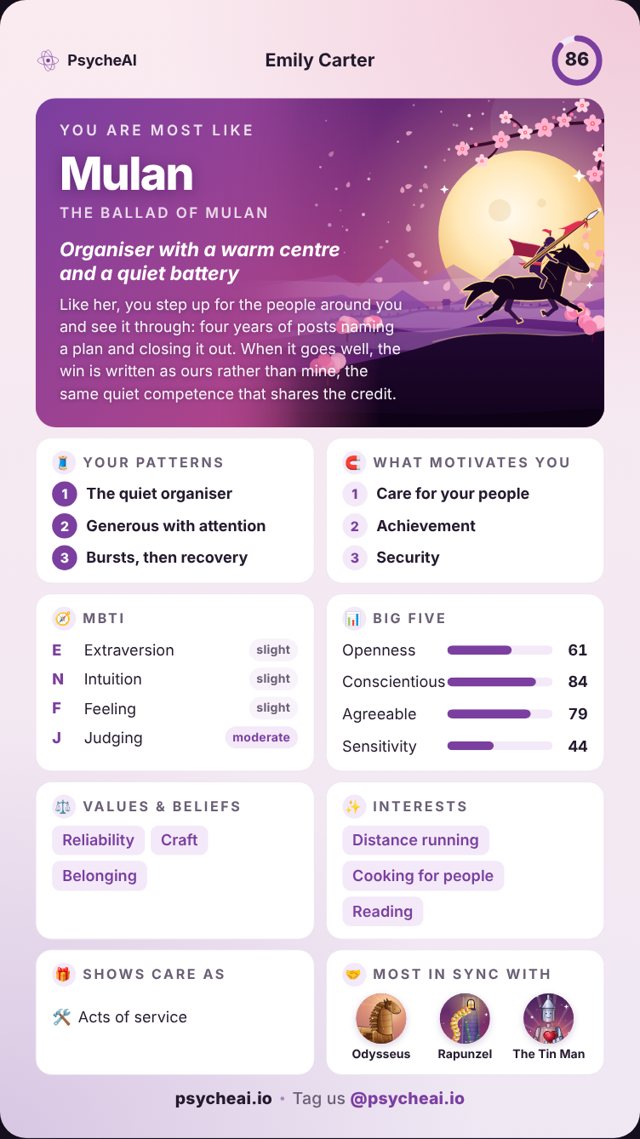 PsycheAI
Emily Carter
86
YOU ARE MOST LIKE
Mulan
THE BALLAD OF MULAN
Organiser with a warm centre
and a quiet battery
Like her, you step up for the people around you
and see it through: four years of posts naming
a plan and closing it out. When it goes well, the
win is written as ours rather than mine, the
same quiet competence that shares the credit.
YOUR PATTERNS
1 The quiet organiser
2 Generous with attention
3 Bursts, then recovery
WHAT MOTIVATES YOU
1 Care for your people
2 Achievement
3 Security
MBTI
E Extraversion slight
N Intuition slight
F Feeling slight
J Judging moderate
BIG FIVE
Openness 61
Conscientious 84
Agreeable 79
Sensitivity 44
VALUES & BELIEFS
Reliability Craft
Belonging
INTERESTS
Distance running
Cooking for people
Reading
SHOWS CARE AS
Acts of service
MOST IN SYNC WITH
Odysseus Rapunzel The Tin Man
psycheai.io • Tag us @psycheai.io